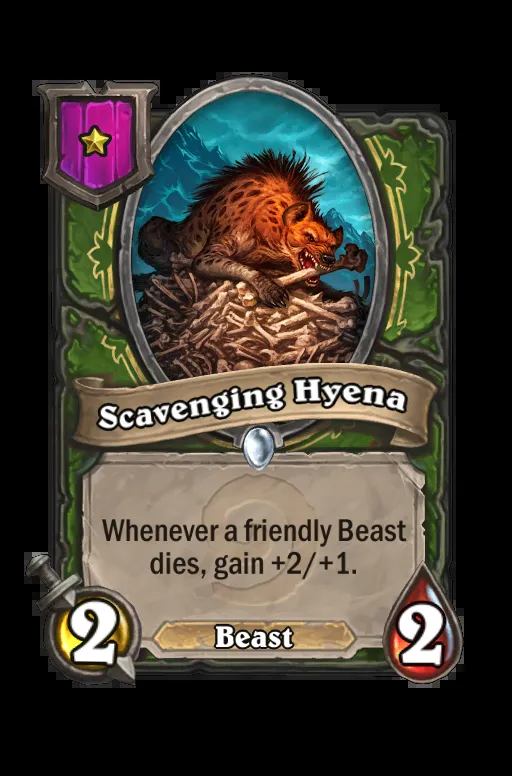 Scavenging Hyena
Whenever a friendly Beast
dies, gain +2/+1.
Beast
2
2